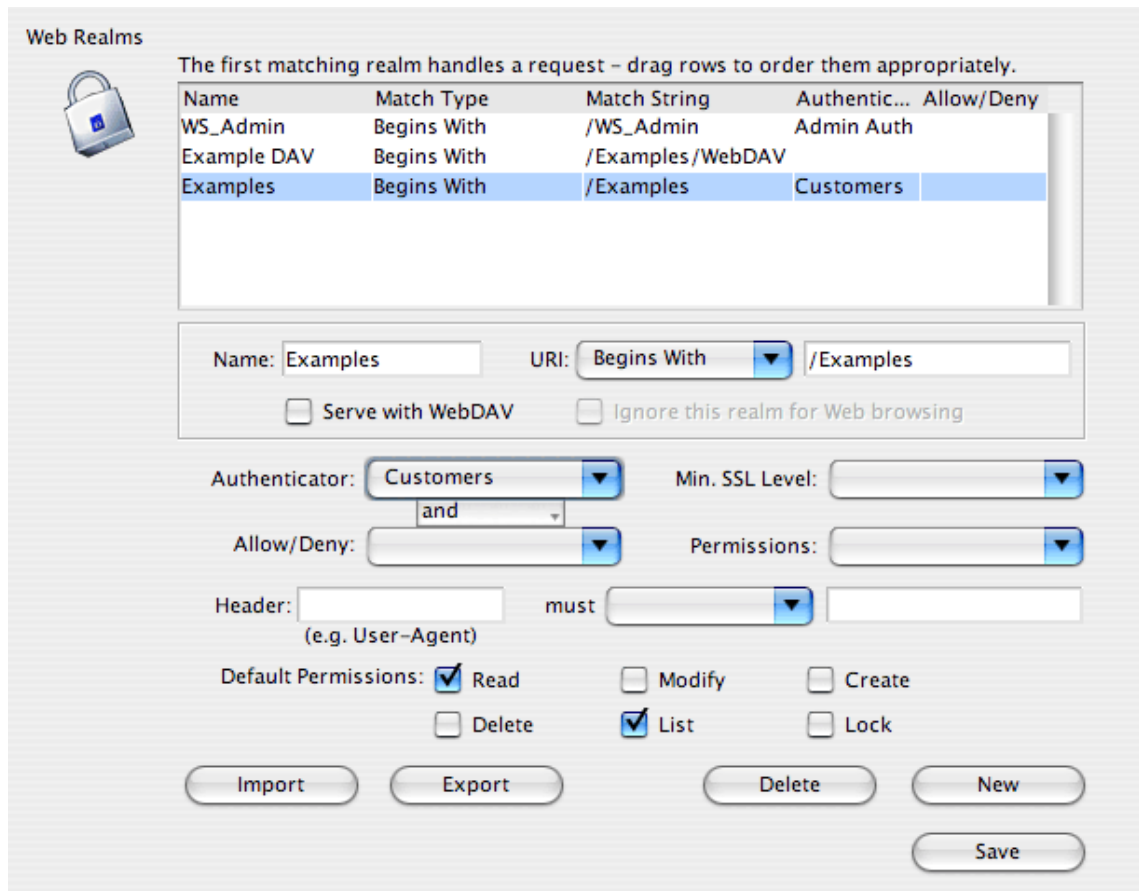 Web Realms
The first matching realm handles a request – drag rows to order them appropriately.
Name Match Type Match String Authentic... Allow/Deny
WS_Admin Begins With /WS_Admin Admin Auth
Example DAV Begins With /Examples/WebDAV
Examples Begins With /Examples Customers
Name: Examples URI: Begins With /Examples
Serve with WebDAV Ignore this realm for Web browsing
Authenticator: Customers Min. SSL Level:
and
Allow/Deny: Permissions:
Header: must
(e.g. User-Agent)
Default Permissions: Read Modify Create
Delete List Lock
Import Export Delete New
Save